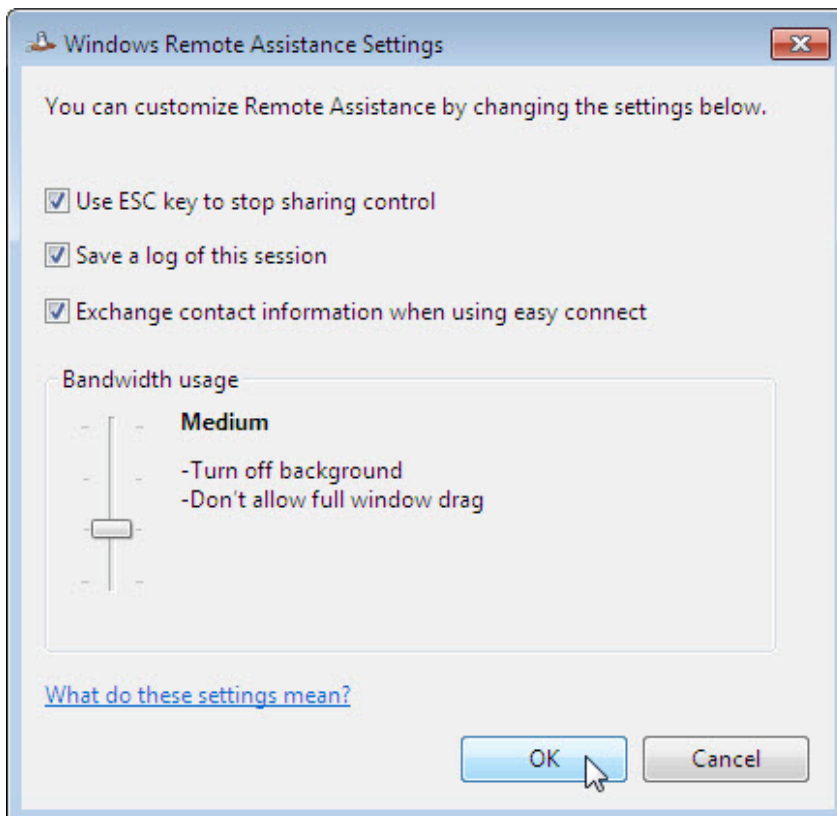 Windows Remote Assistance Settings
You can customize Remote Assistance by changing the settings below.
Use ESC key to stop sharing control
Save a log of this session
Exchange contact information when using easy connect
Bandwidth usage
Medium
-Turn off background
-Don't allow full window drag
What do these settings mean?
OK
Cancel